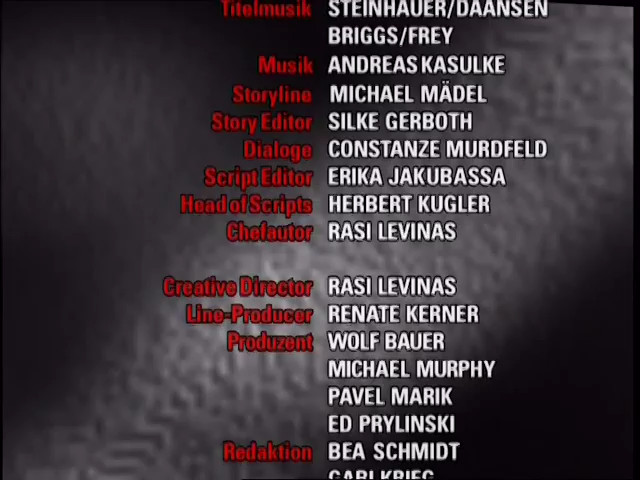 Titelmusik STEINHAUER/DAANSEN
BRIGGS/FREY
Musik ANDREAS KASULKE
Storyline MICHAEL MÄDEL
Story Editor SILKE GERBOTH
Dialoge CONSTANZE MURDFELD
Script Editor ERIKA JAKUBASSA
Head of Scripts HERBERT KUGLER
Chefautor RASI LEVINAS
Creative Director RASI LEVINAS
Line-Producer RENATE KERNER
Produzent WOLF BAUER
MICHAEL MURPHY
PAVEL MARIK
ED PRYLINSKI
Redaktion BEA SCHMIDT